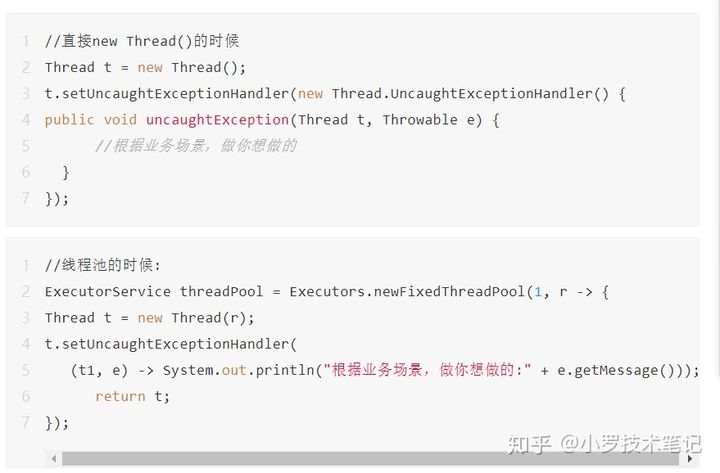 1 //直接new Thread()的时候
2 Thread t = new Thread();
3 t.setUncaughtExceptionHandler(new Thread.UncaughtExceptionHandler() {
4 public void uncaughtException(Thread t, Throwable e) {
5 //根据业务场景，做你想做的
6 }
7 });
1 //线程池的时候:
2 ExecutorService threadPool = Executors.newFixedThreadPool(1, r -> {
3 Thread t = new Thread(r);
4 t.setUncaughtExceptionHandler(
5 (t1, e) -> System.out.println("根据业务场景，做你想做的:" + e.getMessage()));
6 return t;
7 });
知乎 @小罗技术笔记